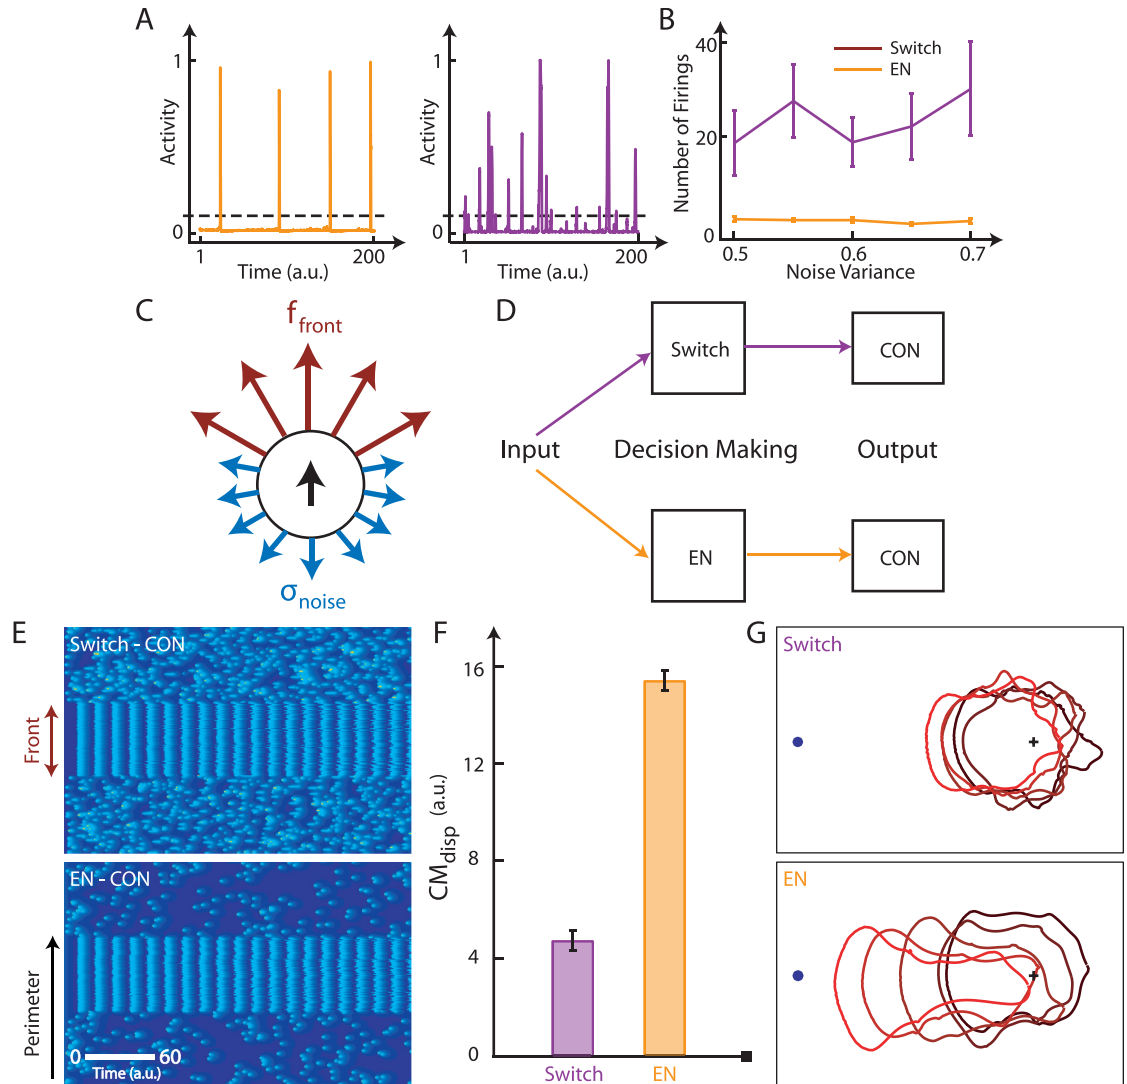 A
1
Activity
0
1
Time (a.u.)
200
1
Activity
0
1
Time (a.u.)
200
B
40
20
0
Number of Firings
Switch
EN
0.5
0.6
0.7
Noise Variance
C
f front
σ noise
D
Switch
CON
Input
Decision Making
Output
EN
CON
E
Switch - CON
Front
EN - CON
Perimeter
0
60
Time (a.u.)
F
16
12
8
4
0
CM disp (a.u.)
Switch
EN
G
Switch
EN